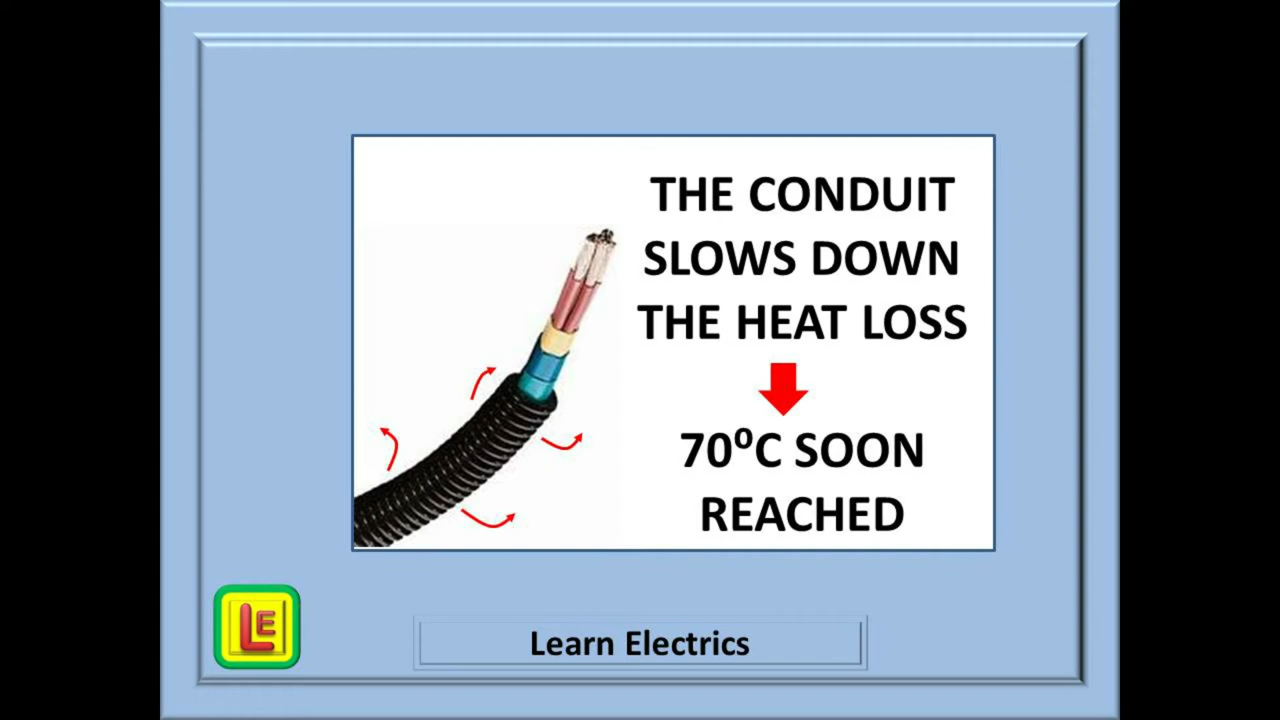 THE CONDUIT
SLOWS DOWN
THE HEAT LOSS
70⁰C SOON
REACHED
LE
Learn Electrics